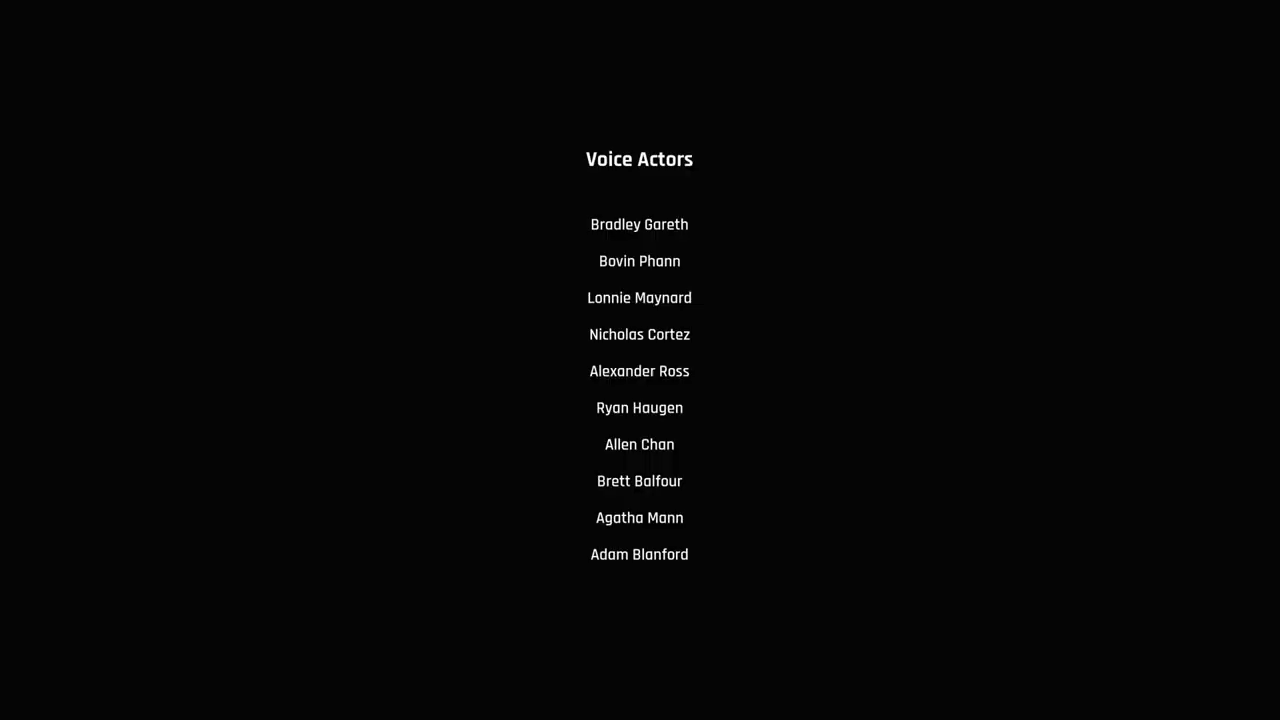 Voice Actors
Bradley Gareth
Bovin Phann
Lonnie Maynard
Nicholas Cortez
Alexander Ross
Ryan Haugen
Allen Chan
Brett Balfour
Agatha Mann
Adam Blanford